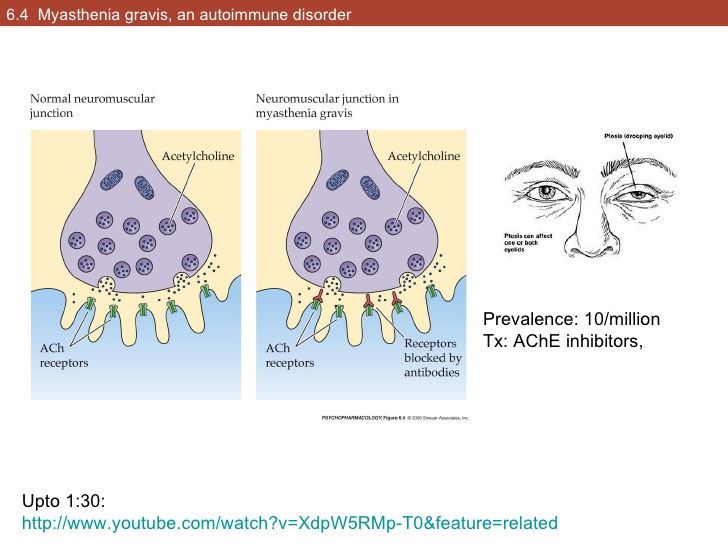 6.4 Myasthenia gravis, an autoimmune disorder
Normal neuromuscular
junction
Acetylcholine
ACh
receptors
Neuromuscular junction in
myasthenia gravis
Acetylcholine
ACh
receptors
Receptors
blocked by
antibodies
PSYCHOPHARMACOLOGY, Figure 6.4 © 2005 Sinauer Associates, Inc.
Ptosis (drooping eyelid)
Ptosis can affect
one or both
eyelids
Prevalence: 10/million
Tx: AChE inhibitors,
Upto 1:30:
http://www.youtube.com/watch?v=XdpW5RMp-T0&feature=related